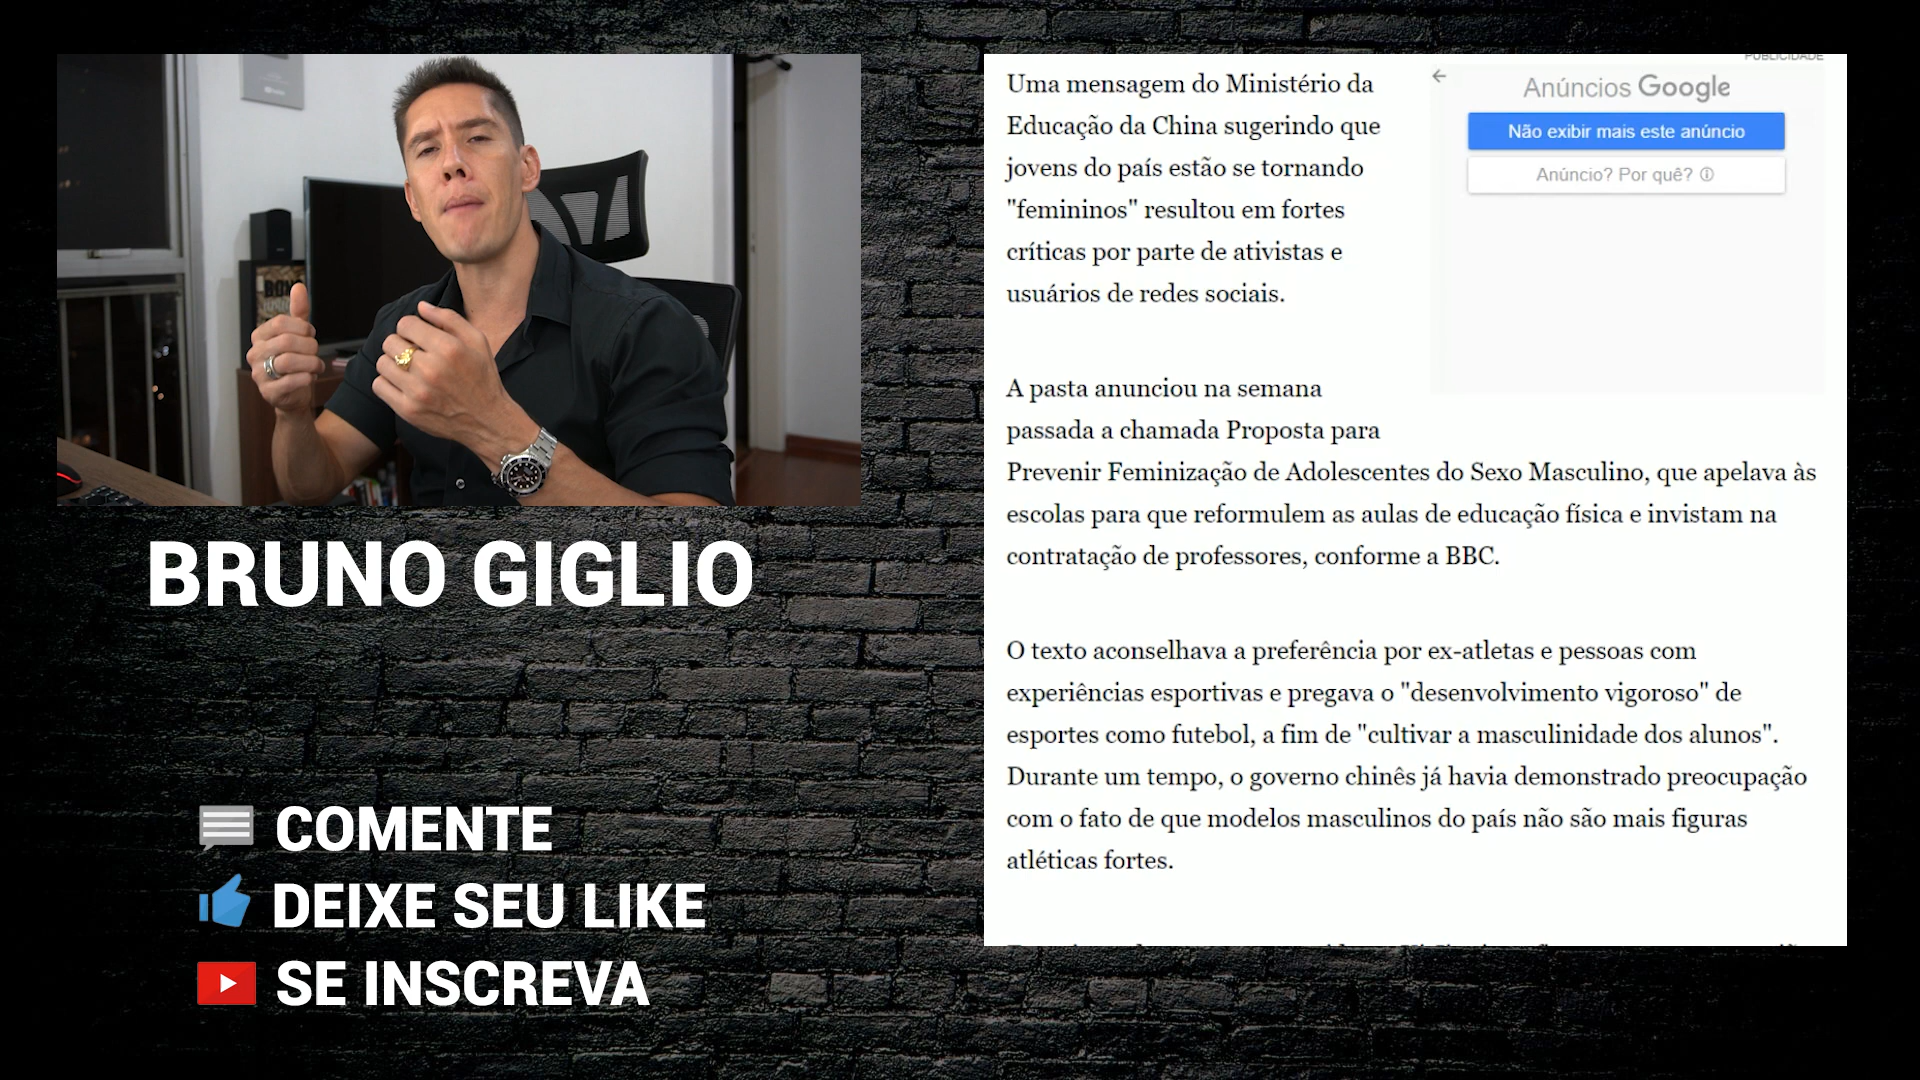 BRUNO GIGLIO
COMENTE
DEIXE SEU LIKE
SE INSCREVA
PUBLICIDADE
Anúncios Google
Não exibir mais este anúncio
Anúncio? Por quê?
Uma mensagem do Ministério da
Educação da China sugerindo que
jovens do país estão se tornando
"femininos" resultou em fortes
críticas por parte de ativistas e
usuários de redes sociais.
A pasta anunciou na semana
passada a chamada Proposta para
Prevenir Feminização de Adolescentes do Sexo Masculino, que apelava às
escolas para que reformulem as aulas de educação física e invistam na
contratação de professores, conforme a BBC.
O texto aconselhava a preferência por ex-atletas e pessoas com
experiências esportivas e pregava o "desenvolvimento vigoroso" de
esportes como futebol, a fim de "cultivar a masculinidade dos alunos".
Durante um tempo, o governo chinês já havia demonstrado preocupação
com o fato de que modelos masculinos do país não são mais figuras
atléticas fortes.